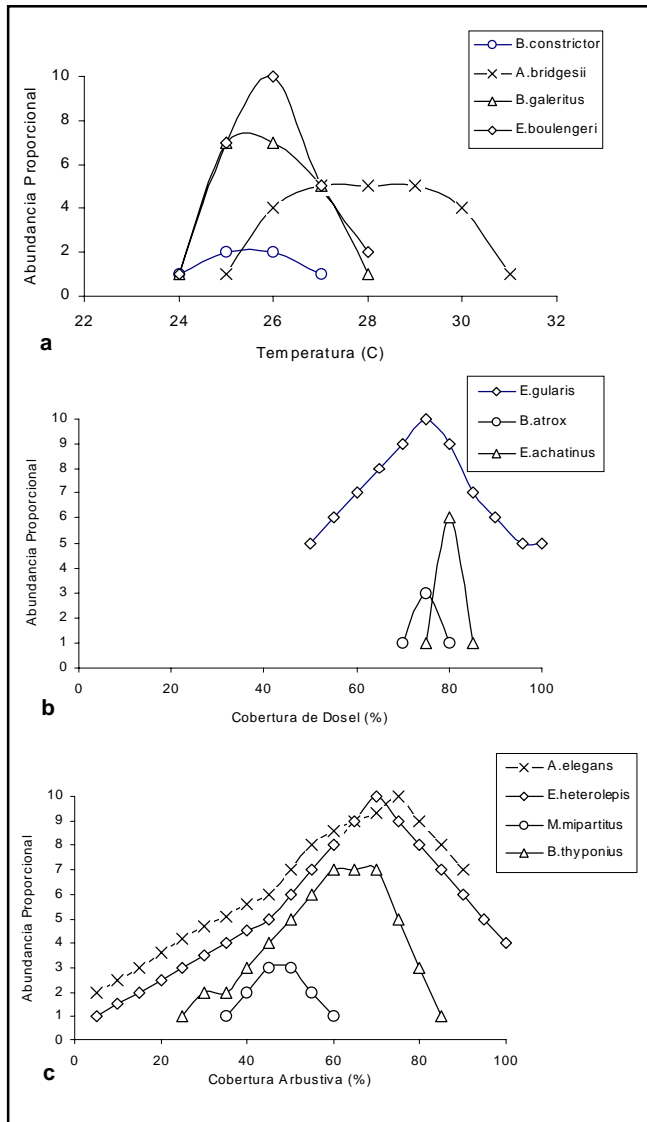 B.constrictor
A.bridgesii
B.galeritus
E.boulengeri
Abundancia Proporcional
10
8
6
4
2
0
22 24 26 28 30 32
a
Temperatura (C)
E.gularis
B.atrox
E.achatinus
Abundancia Proporcional
10
9
8
7
6
5
4
3
2
1
0
0 20 40 60 80 100
b
Cobertura de Dosel (%)
A.elegans
E.heterolepis
M.mipartitus
B.thyponius
Abundancia Proporcional
10
9
8
7
6
5
4
3
2
1
0
0 20 40 60 80 100
c
Cobertura Arbustiva (%)